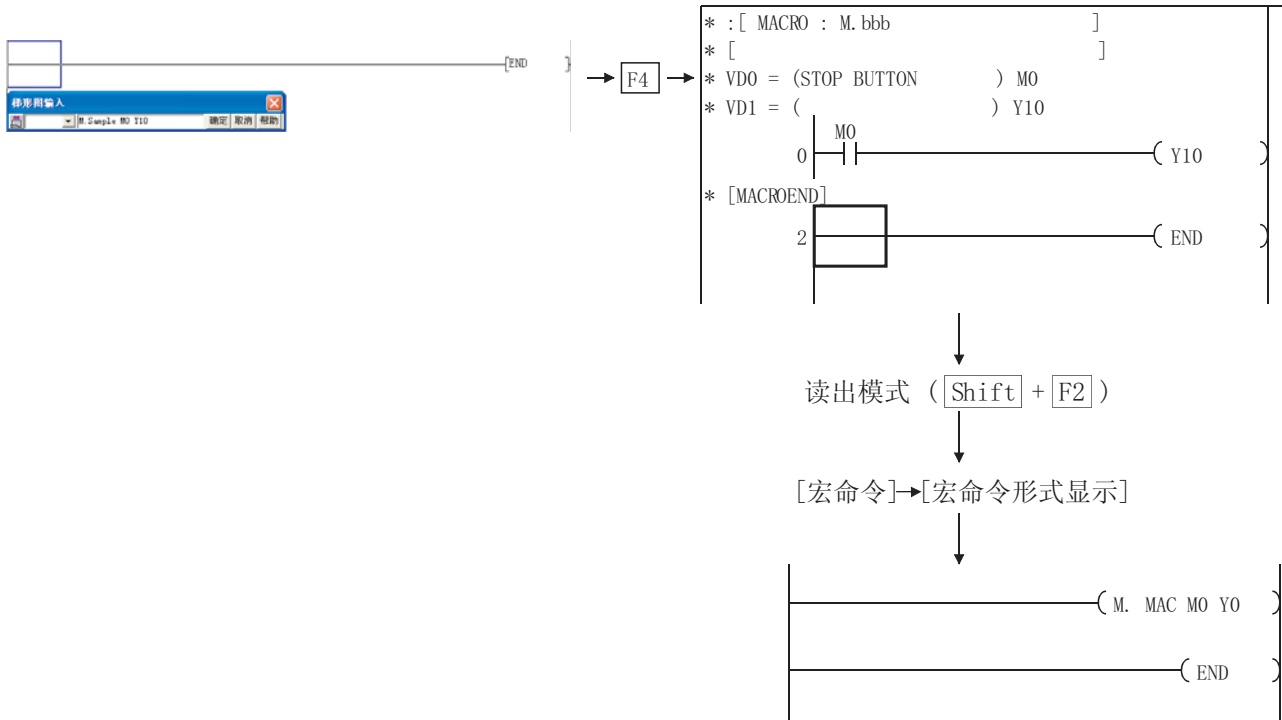 [END ]
梯形图输入
M.Sample M0 Y10 确定 取消 帮助
F4
* :[ MACRO : M.bbb ]
* [ ]
* VD0 = (STOP BUTTON ) M0
* VD1 = ( ) Y10
M0
0 ( Y10 )
* [MACROEND]
2 ( END )
读出模式 ( Shift + F2 )
[宏命令]→[宏命令形式显示]
( M. MAC M0 Y0 )
( END )